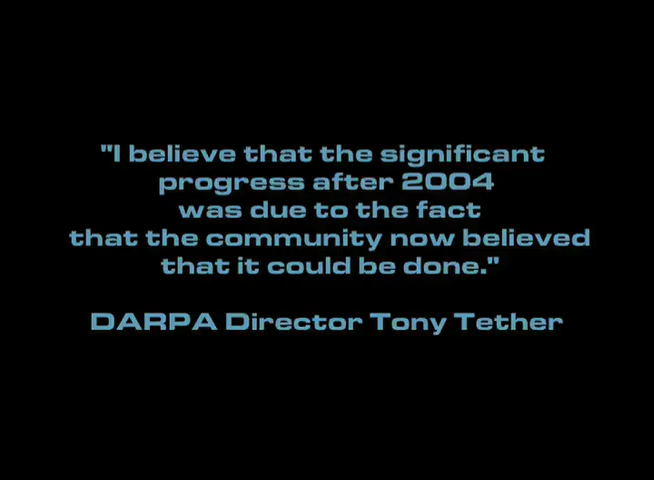 "I believe that the significant
progress after 2004
was due to the fact
that the community now believed
that it could be done."
DARPA Director Tony Tether